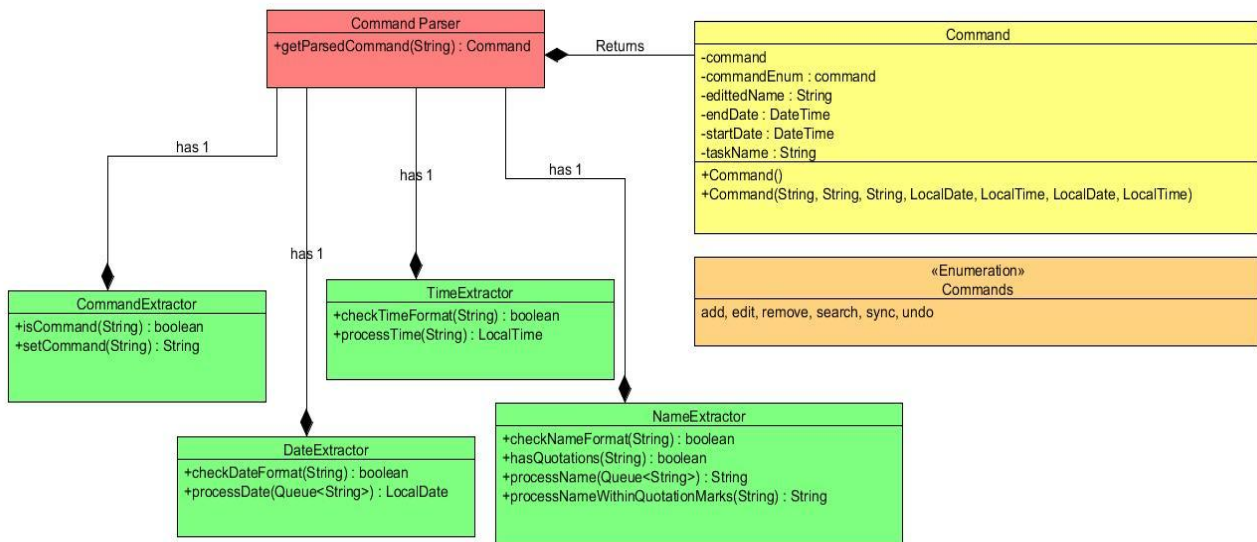 Command Parser
+getParsedCommand(String) : Command
Returns
Command
-command
-commandEnum : command
-edittedName : String
-endDate : DateTime
-startDate : DateTime
-taskName : String
+Command()
+Command(String, String, String, LocalDate, LocalTime, LocalDate, LocalTime)
has 1
has 1
has 1
has 1
«Enumeration»
Commands
add, edit, remove, search, sync, undo
CommandExtractor
+isCommand(String) : boolean
+setCommand(String) : String
TimeExtractor
+checkTimeFormat(String) : boolean
+processTime(String) : LocalTime
DateExtractor
+checkDateFormat(String) : boolean
+processDate(Queue<String>) : LocalDate
NameExtractor
+checkNameFormat(String) : boolean
+hasQuotations(String) : boolean
+processName(Queue<String>) : String
+processNameWithinQuotationMarks(String) : String